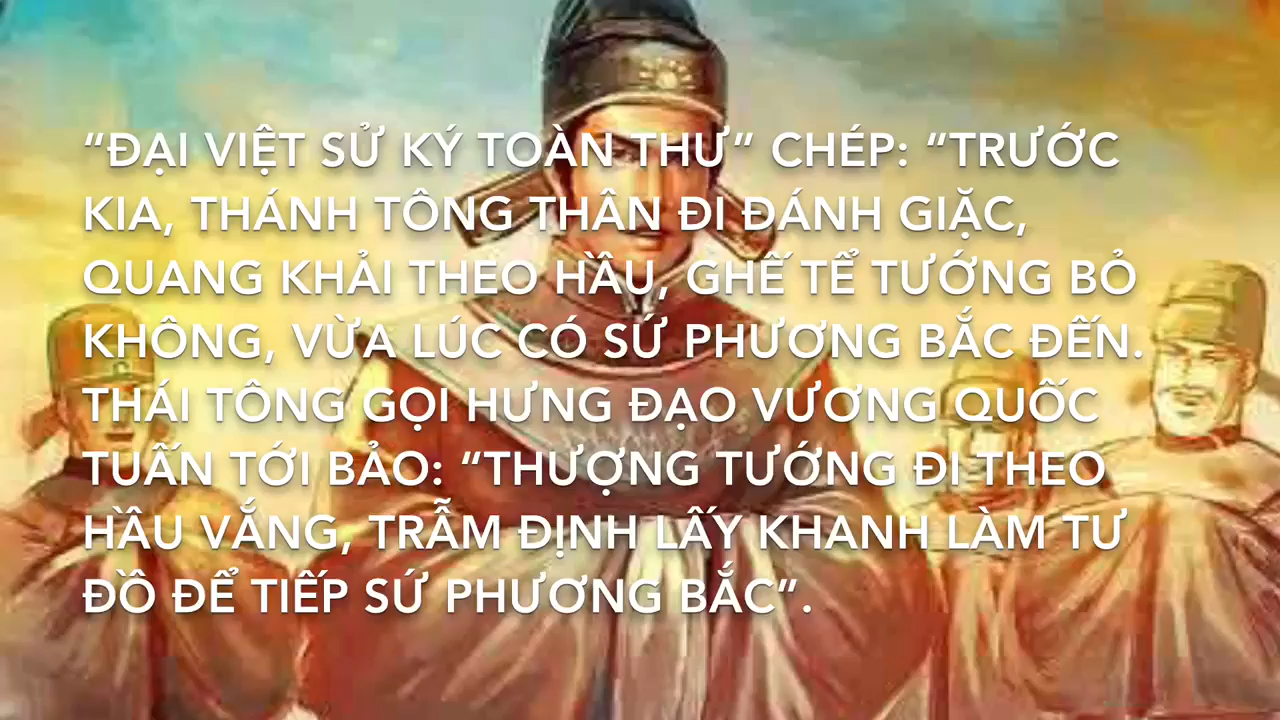 “ĐẠI VIỆT SỬ KÝ TOÀN THƯ” CHÉP: “TRƯỚC
KIA, THÁNH TÔNG THÂN ĐI ĐÁNH GIẶC,
QUANG KHẢI THEO HẦU, GHẾ TỂ TƯỚNG BỎ
KHÔNG, VỪA LÚC CÓ SỨ PHƯƠNG BẮC ĐẾN.
THÁI TÔNG GỌI HƯNG ĐẠO VƯƠNG QUỐC
TUẤN TỚI BẢO: “THƯỢNG TƯỚNG ĐI THEO
HẦU VẮNG, TRẪM ĐỊNH LẤY KHANH LÀM TƯ
ĐỒ ĐỂ TIẾP SỨ PHƯƠNG BẮC”.